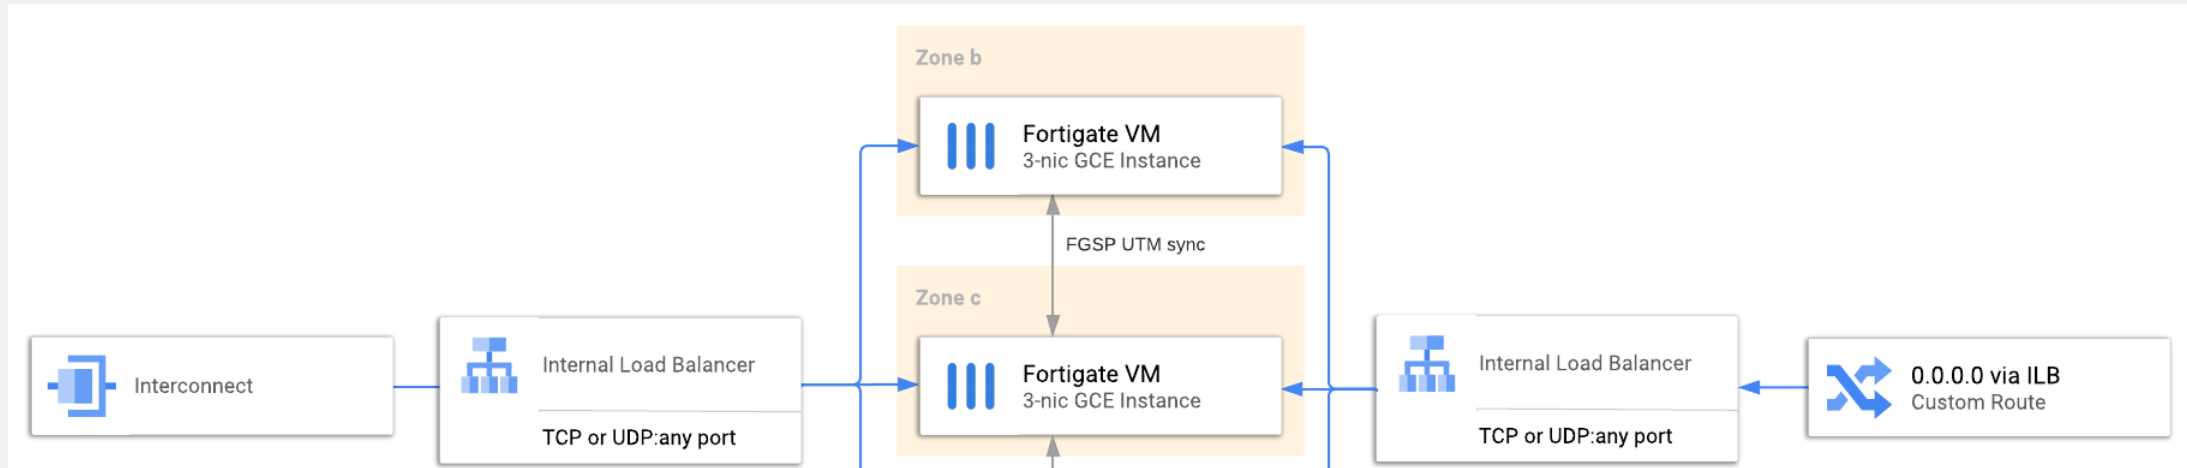 Zone b
Fortigate VM
3-nic GCE Instance
FGSP UTM sync
Zone c
Interconnect
Internal Load Balancer
TCP or UDP:any port
Fortigate VM
3-nic GCE Instance
Internal Load Balancer
TCP or UDP:any port
0.0.0.0 via ILB
Custom Route